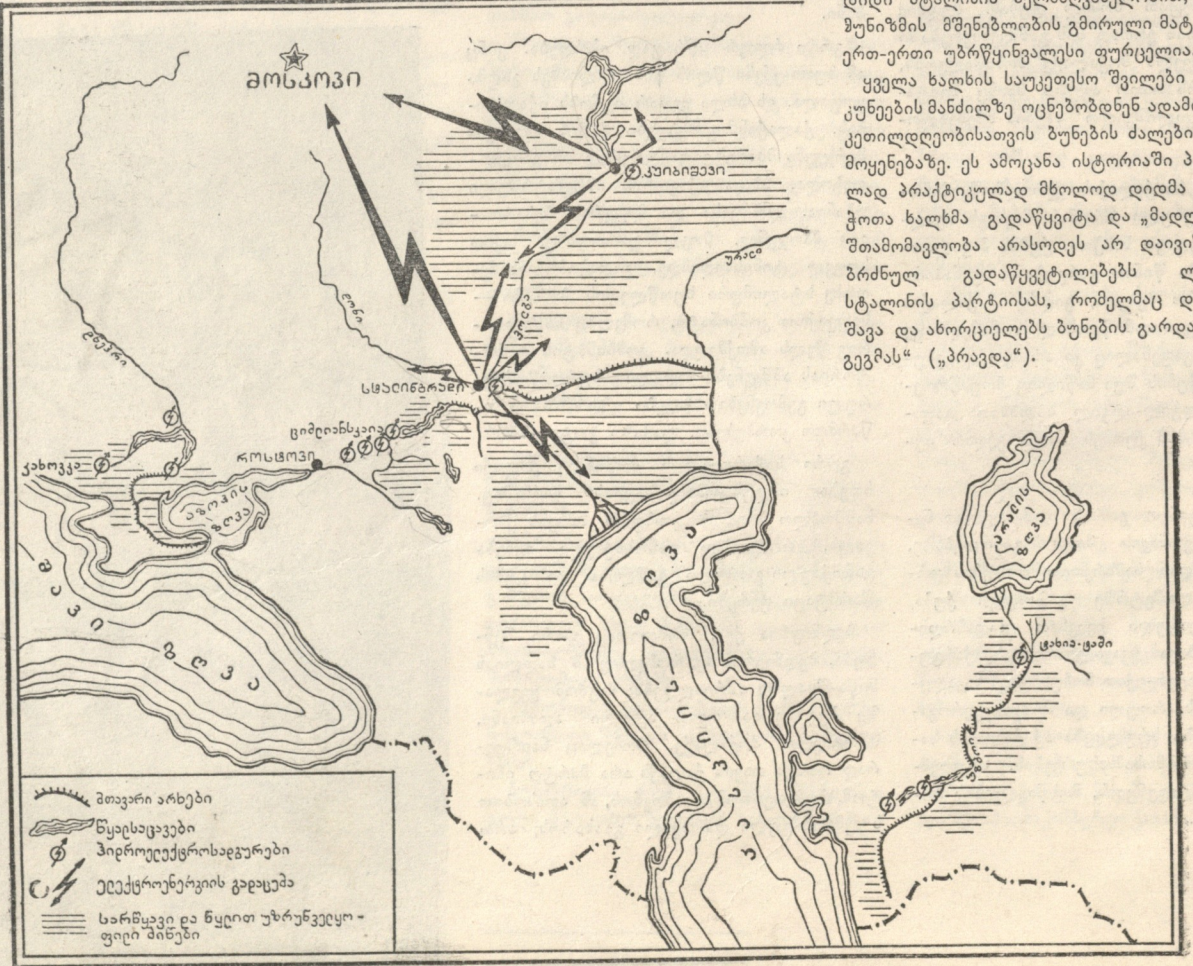 ზუნიზმის მშენებლობის გმირული მატ
ერთ-ერთი უბრწყინვალესი ფურცელია
ყველა ხალხის საუკეთესო შვილები
კუნეების მანძილზე ოცნებობდნენ ადამ
კეთილდღეობისათვის ბუნების ძალები
მოყენებაზე. ეს ამოცანა ისტორიაში პ
ლად პრაქტიკულად მხოლოდ დიდმა
ჭოთა ხალხმა გადაწყვიტა და „მადლ
შთამომავლობა არასოდეს არ დაივი
ბრძნულ გადაწყვეტილებებს ლ
სტალინის პარტიისას, რომელმაც დ
შავა და ახორციელებს ბუნების გარდა
გეგმას“ („პრავდა“).
მოსკოვი
კუიბიშევი
ურალი
დონი
ვოლგა
დნეპრი
სტალინგრადი
ციმლიანსკაია
როსტოვი
კახოვკა
აზოვის
ზღვა
შავი ზღვა
კასპიის ზღვა
არალის
ზღვა
ტახია-ტაში
მთავარი არხები
წყალსაცავები
ჰიდროელექტროსადგურები
ელექტროენერგიის გადაცემა
სარწყავი და წყლით უზრუნველყო-
ფილი მიწები